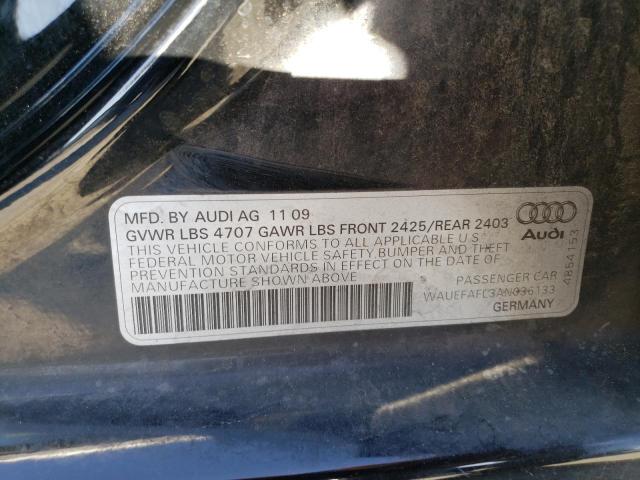 MFD. BY AUDI AG 11 09
GVWR LBS 4707 GAWR LBS FRONT 2425/REAR 2403
THIS VEHICLE CONFORMS TO ALL APPLICABLE U.S.
FEDERAL MOTOR VEHICLE SAFETY, BUMPER AND THEFT
PREVENTION STANDARDS IN EFFECT ON THE DATE OF
MANUFACTURE SHOWN ABOVE
Audi
4854153
PASSENGER CAR
WAUEFAFL3AN036133
GERMANY